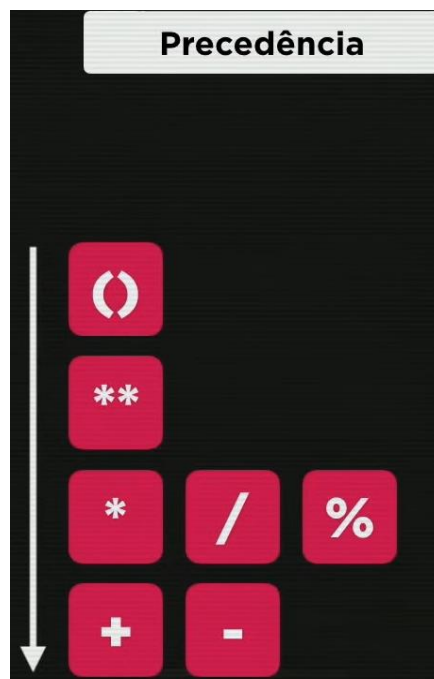 Precedência
()
**
* / %
+ -